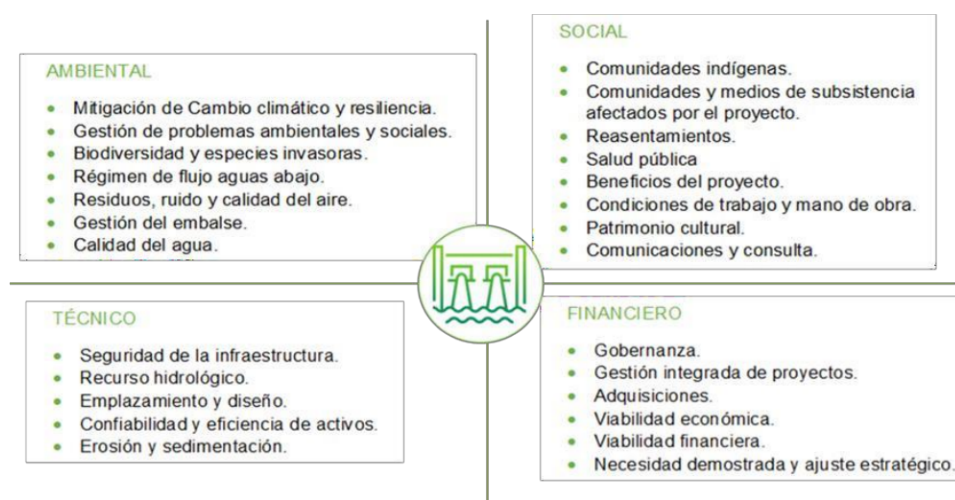 AMBIENTAL
• Mitigación de Cambio climático y resiliencia.
• Gestión de problemas ambientales y sociales.
• Biodiversidad y especies invasoras.
• Régimen de flujo aguas abajo.
• Residuos, ruido y calidad del aire.
• Gestión del embalse.
• Calidad del agua.
SOCIAL
• Comunidades indígenas.
• Comunidades y medios de subsistencia
afectados por el proyecto.
• Reasentamientos.
• Salud pública
• Beneficios del proyecto.
• Condiciones de trabajo y mano de obra.
• Patrimonio cultural.
• Comunicaciones y consulta.
TÉCNICO
• Seguridad de la infraestructura.
• Recurso hidrológico.
• Emplazamiento y diseño.
• Confiabilidad y eficiencia de activos.
• Erosión y sedimentación.
FINANCIERO
• Gobernanza.
• Gestión integrada de proyectos.
• Adquisiciones.
• Viabilidad económica.
• Viabilidad financiera.
• Necesidad demostrada y ajuste estratégico.